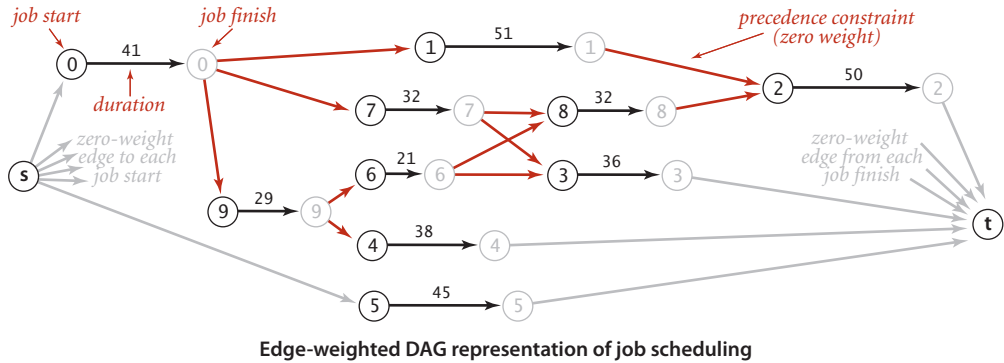 job start
job finish
precedence constraint
(zero weight)
41
51
0
0
1
1
50
duration
32
32
2
2
7
7
8
8
zero-weight
edge to each
job start
zero-weight
edge from each
job finish
21
36
s
6
6
3
3
29
9
9
38
t
4
4
45
5
5
Edge-weighted DAG representation of job scheduling